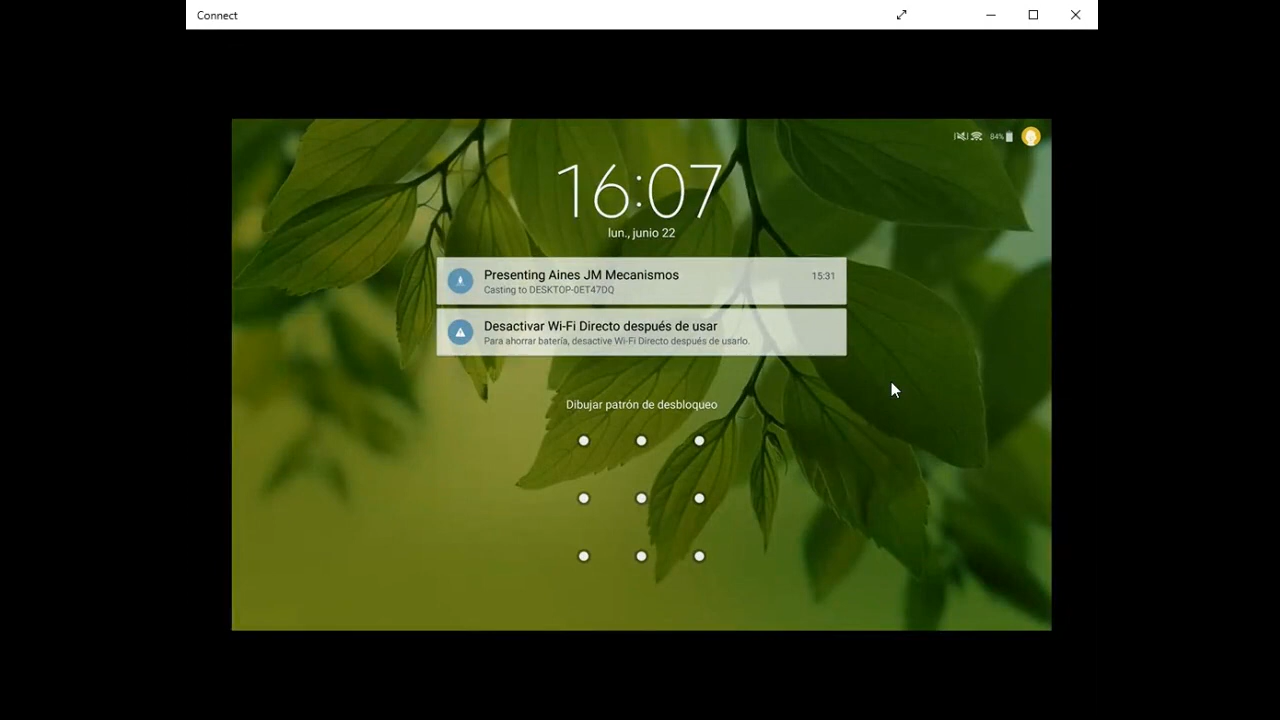 Connect
84%
16:07
lun., junio 22
Presenting Aines JM Mecanismos
15:31
Casting to DESKTOP-0ET47DQ
Desactivar Wi-Fi Directo después de usar
Para ahorrar batería, desactive Wi-Fi Directo después de usarlo.
Dibujar patrón de desbloqueo